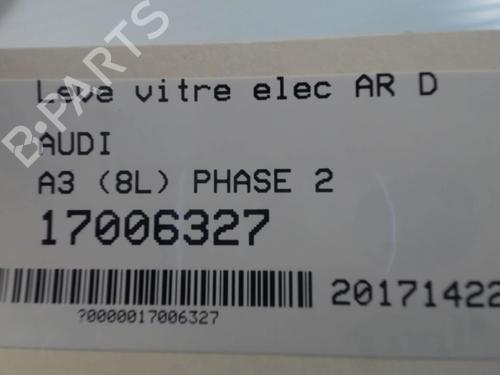 Leve vitre elec AR D
AUDI
A3 (8L) PHASE 2
17006327
20171422
?0000017006327
B-PARTS